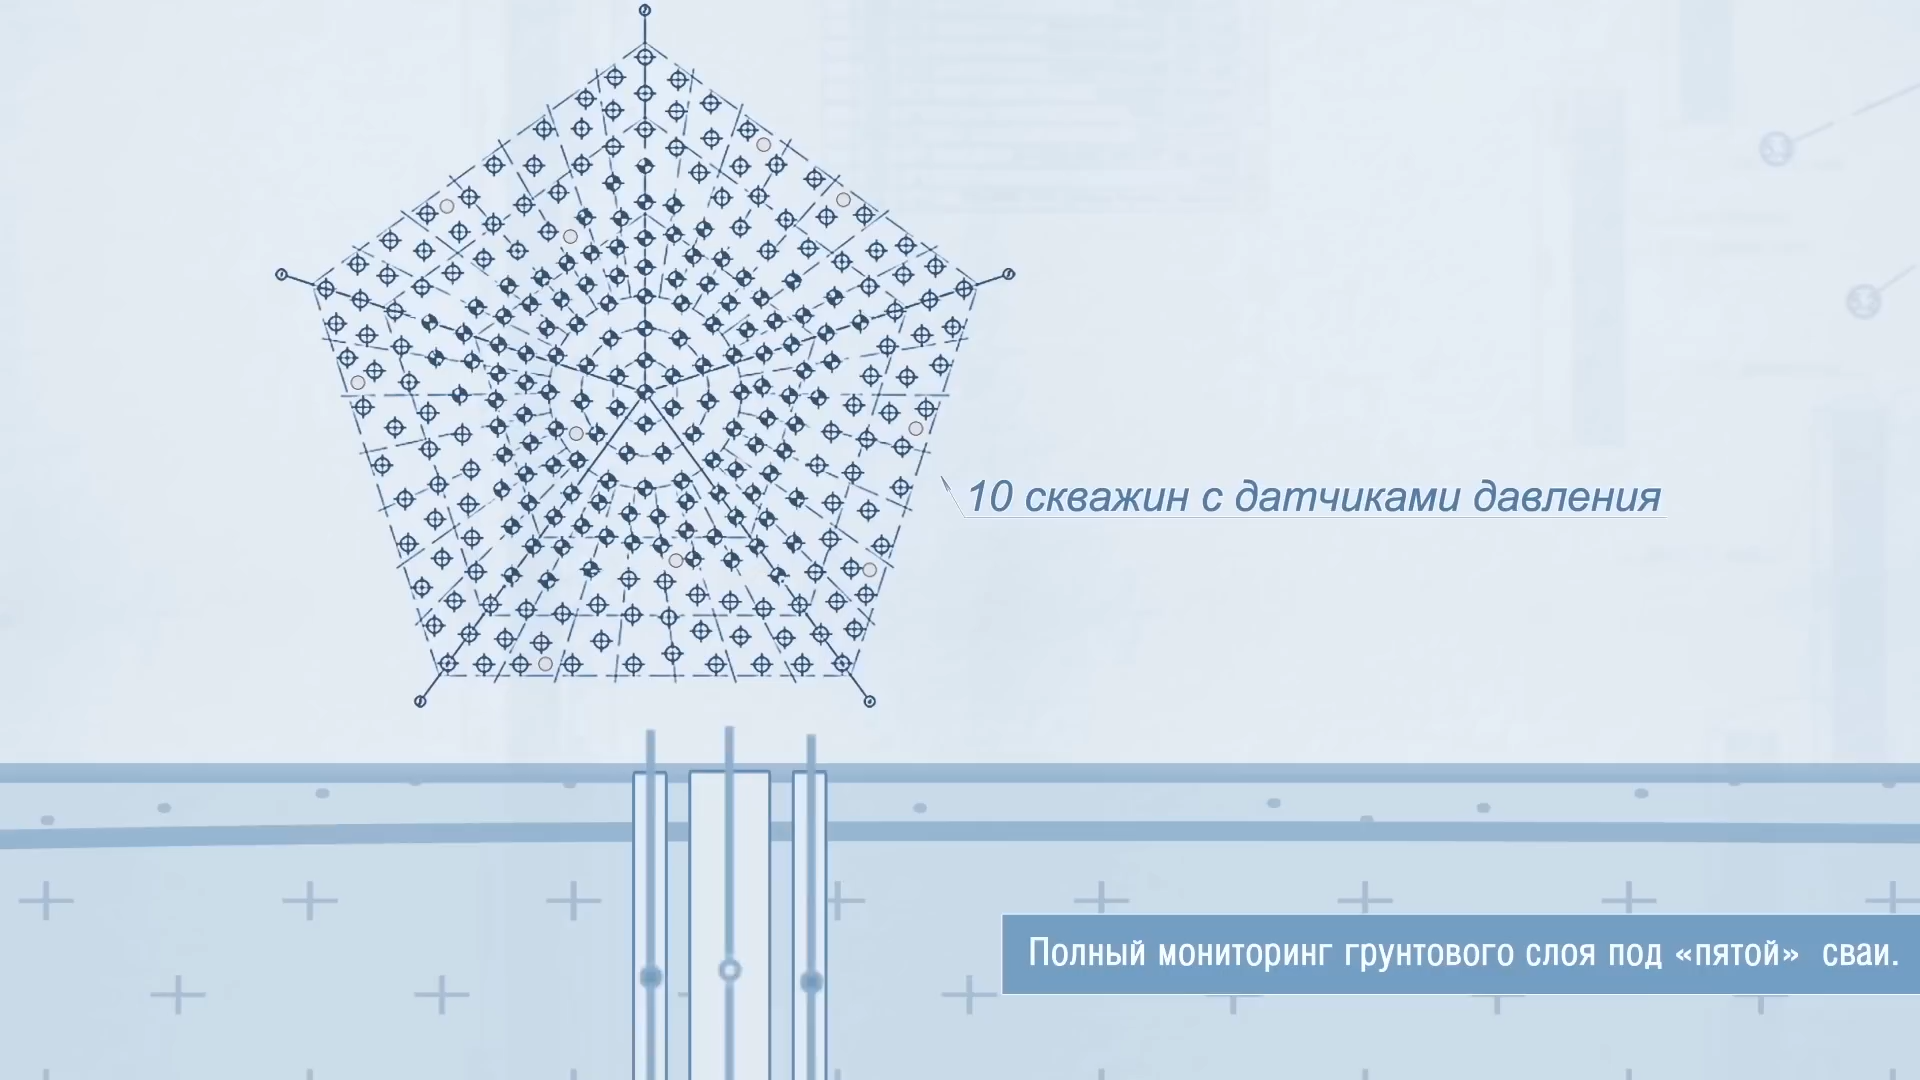 10 скважин с датчиками давления
Полный мониторинг грунтового слоя под «пятой» сваи.